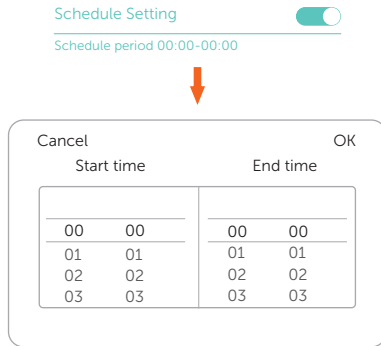 Schedule Setting
Schedule period 00:00-00:00
Cancel OK
Start time End time
00 00 00 00
01 01 01 01
02 02 02 02
03 03 03 03